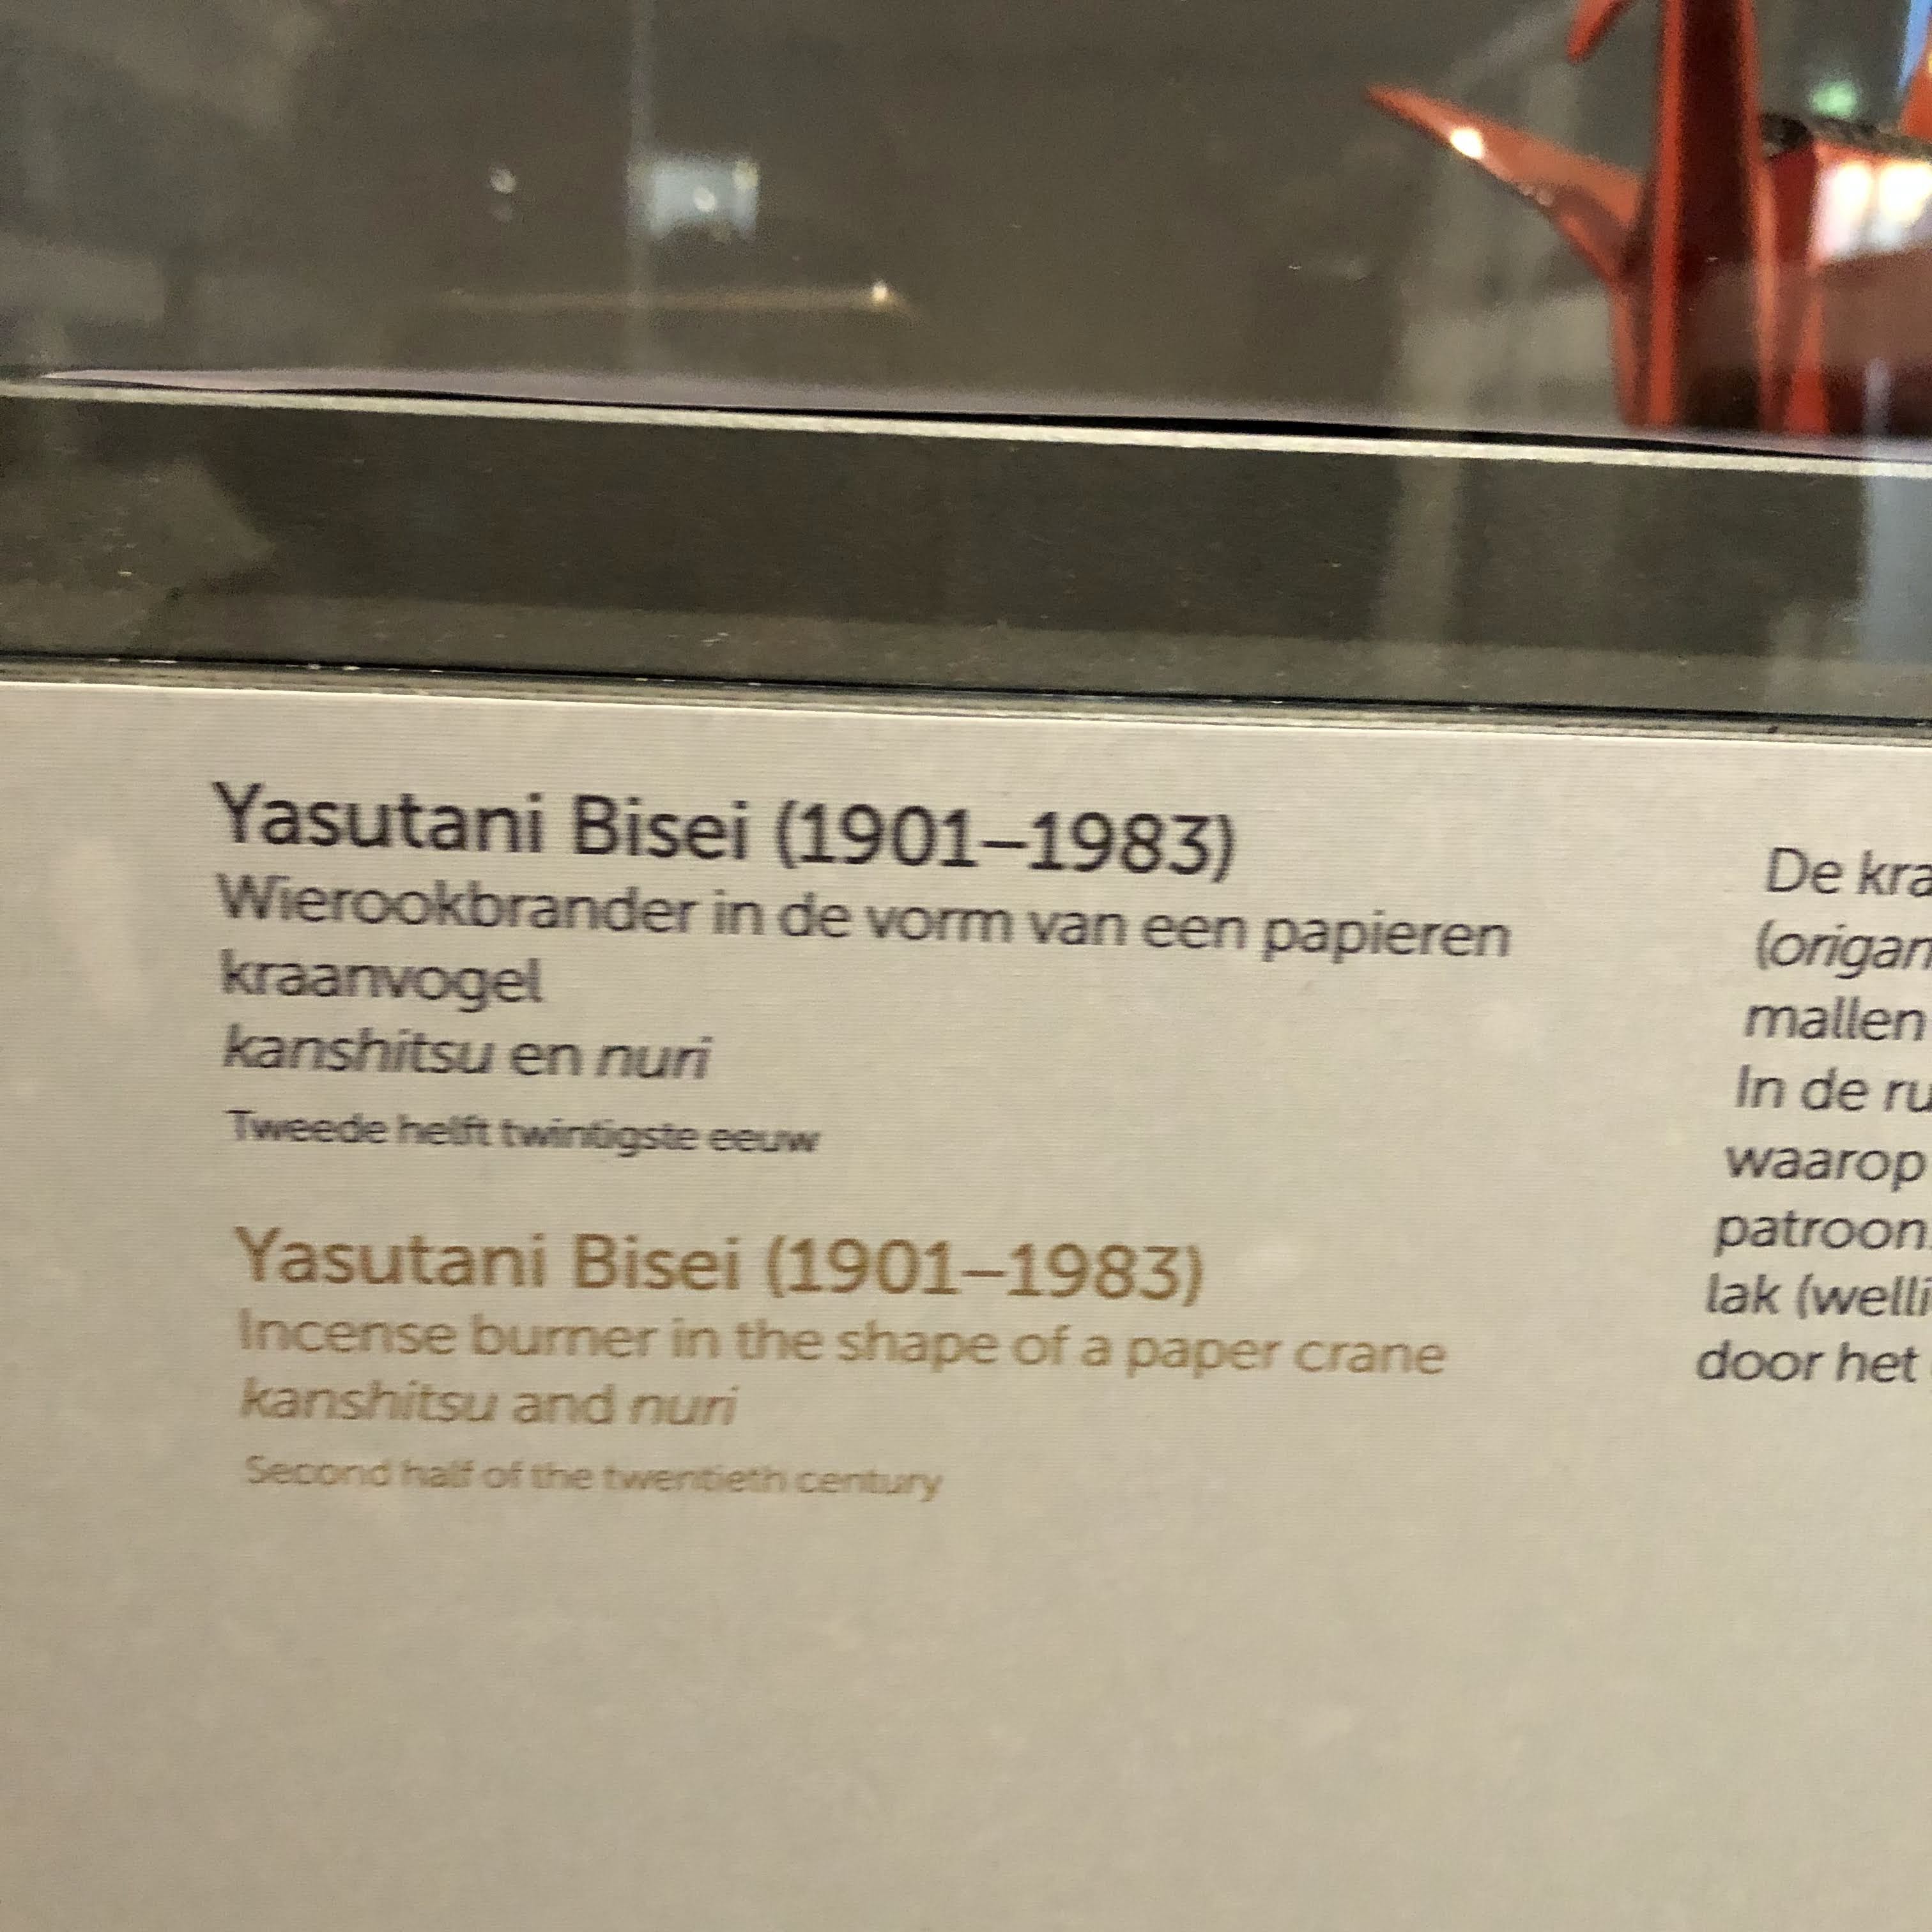 Yasutani Bisei (1901–1983)
Wierookbrander in de vorm van een papieren
kraanvogel
kanshitsu en nuri
Tweede helft twintigste eeuw
Yasutani Bisei (1901–1983)
Incense burner in the shape of a paper crane
kanshitsu and nuri
Second half of the twentieth century
De
mallen
In de
waarop
patroon
lak
door het